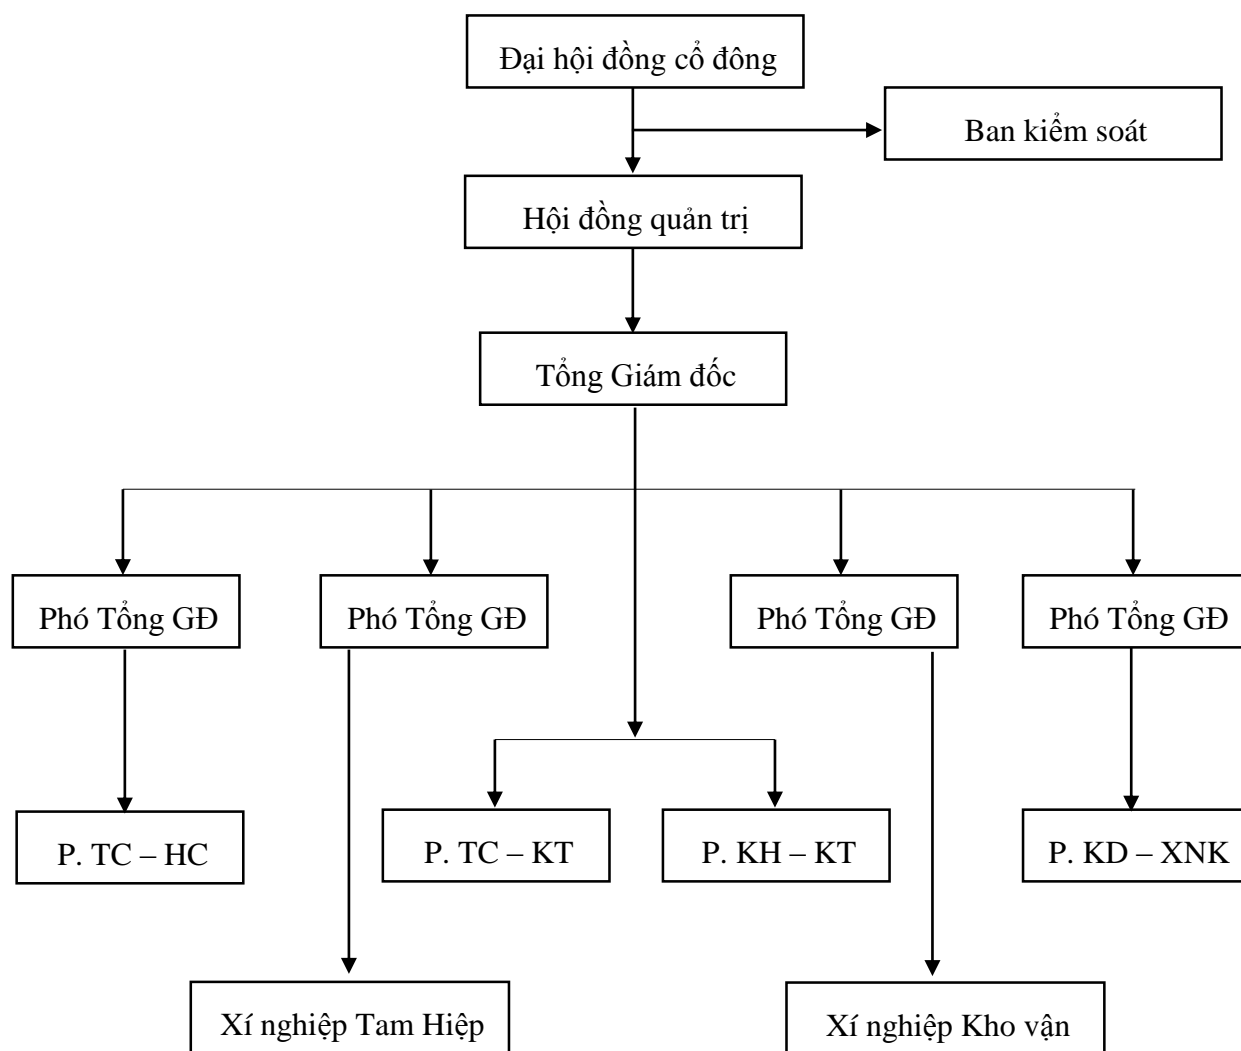 Đại hội đồng cổ đông
Ban kiểm soát
Hội đồng quản trị
Tổng Giám đốc
Phó Tổng GĐ
Phó Tổng GĐ
Phó Tổng GĐ
Phó Tổng GĐ
P. TC – HC
P. TC – KT
P. KH – KT
P. KD – XNK
Xí nghiệp Tam Hiệp
Xí nghiệp Kho vận